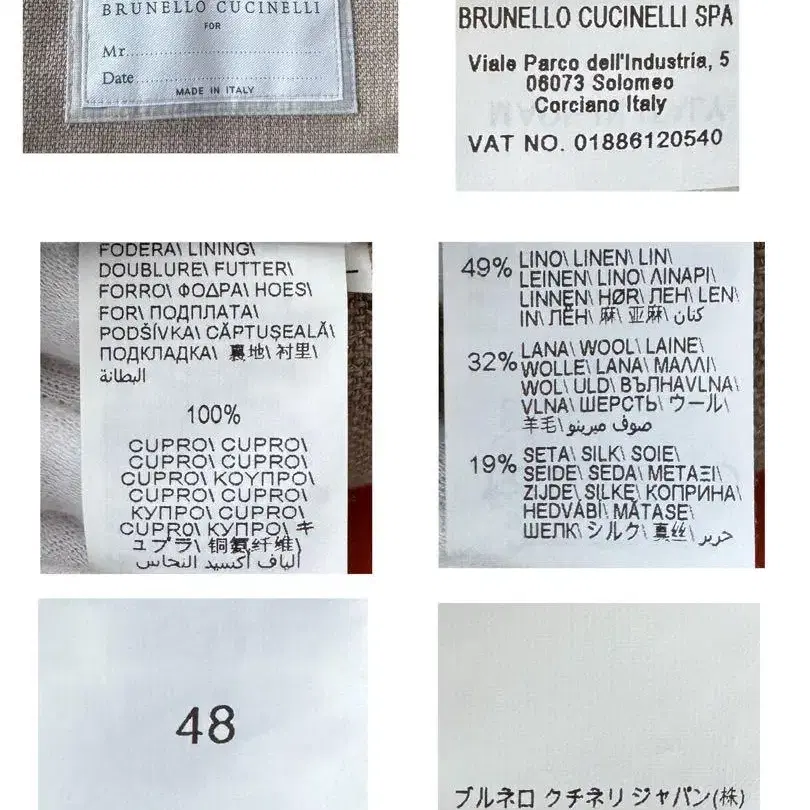 BRUNELLO CUCINELLI
FOR
Mr..............................
Date..............................
MADE IN ITALY
BRUNELLO CUCINELLI SPA
Viale Parco dell'Industria, 5
06073 Solomeo
Corciano Italy
VAT NO. 01886120540
FODERA\ LINING\
DOUBLURE\ FUTTER\
FORRO\ ΦΟΔΡΑ\ HOES\
FOR\ ПОДПЛАТА\
PODŠÍVKA\ CĂPTUŞEALĂ\
ПОДКЛАДКА\ 裏地\ 衬里\
البطانة
100%
CUPRO\ CUPRO\
CUPRO\ CUPRO\
CUPRO\ ΚΟΥΠΡΟ\
CUPRO\ CUPRO\
КУПРО\ CUPRO\
CUPRO\ КУПРО\ キ
ュプラ\ 铜氨纤维\
ألياف أكسيد النحاس
49% LINO\ LINEN\ LIN\
LEINEN\ LINO\ ΛΙΝΑΡΙ\
LINNEN\ HØR\ ЛЕН\ LEN\
IN\ ЛЁН\ 麻\ 亚麻\ كتان
32% LANA\ WOOL\ LAINE\
WOLLE\ LANA\ ΜΑΛΛΙ\
WOL\ ULD\ ВЪЛНА\VLNA\
VLNA\ ШЕРСТЬ\ ウール\
羊毛\ صوف ميرينو
19% SETA\ SILK\ SOIE\
SEIDE\ SEDA\ ΜΕΤΑΞΙ\
ZIJDE\ SILKE\ КОПРИНА\
HEDVÁBÍ\ MĂTASE\
ШЕЛК\ シルク\ 真丝\ حرير
48
ブルネロ クチネリ ジャパン(株)